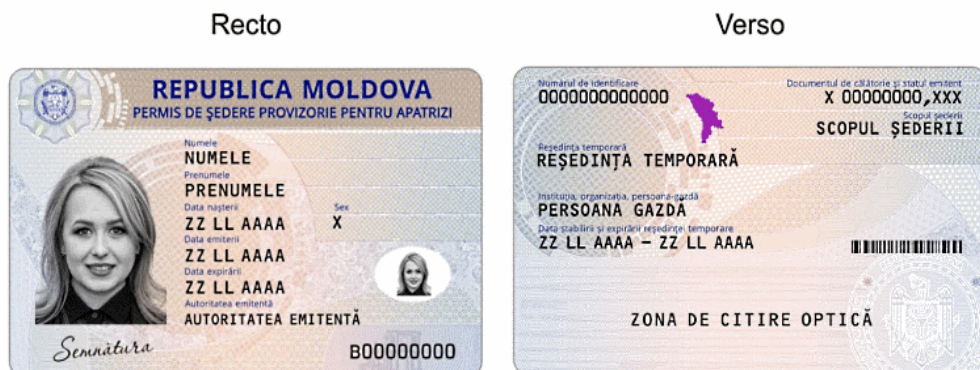 Recto
Verso
REPUBLICA MOLDOVA
PERMIS DE ŞEDERE PROVIZORIE PENTRU APATRIZI
Numele
NUMELE
Prenumele
PRENUMELE
Data naşterii Sex
ZZ LL AAAA X
Data emiterii
ZZ LL AAAA
Data expirării
ZZ LL AAAA
Autoritatea emitentă
AUTORITATEA EMITENTĂ
Semnătura
B00000000
Numărul de identificare Documentul de călătorie şi statul emitent
0000000000000 X 00000000,XXX
Scopul şederii
SCOPUL ŞEDERII
Reşedinţa temporară
REŞEDINŢA TEMPORARĂ
Instituţia, organizaţia, persoana-gazdă
PERSOANA GAZDĂ
Data stabilirii şi expirării reşedinţei temporare
ZZ LL AAAA – ZZ LL AAAA
ZONA DE CITIRE OPTICĂ